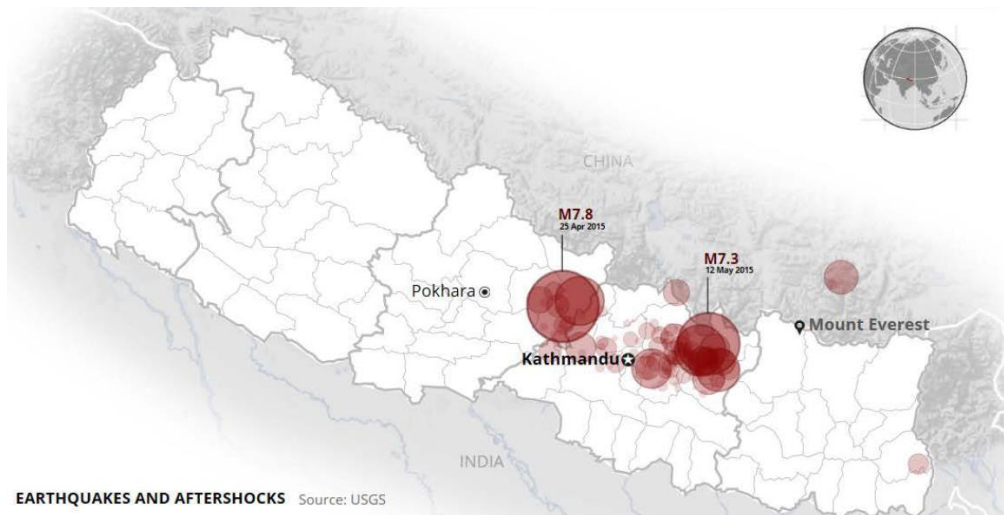 CHINA
M7.8
25 Apr 2015
M7.3
12 May 2015
Pokhara
Mount Everest
Kathmandu
INDIA
EARTHQUAKES AND AFTERSHOCKS Source: USGS